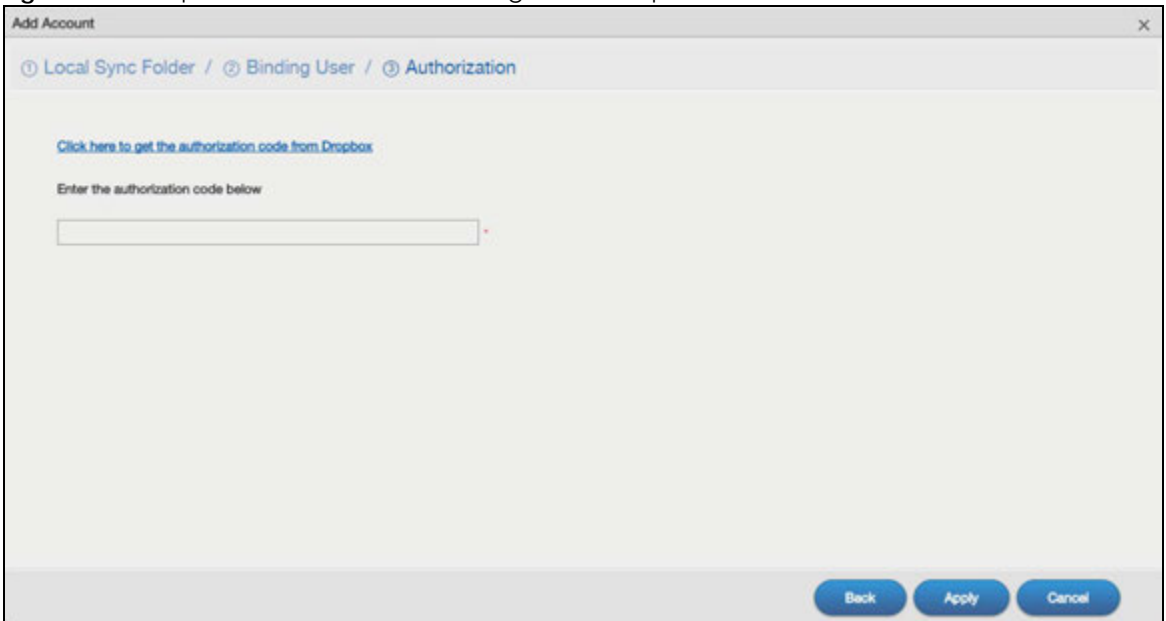 Add Account
① Local Sync Folder / ② Binding User / ③ Authorization
Click here to get the authorization code from Dropbox
Enter the authorization code below
*
Back Apply Cancel